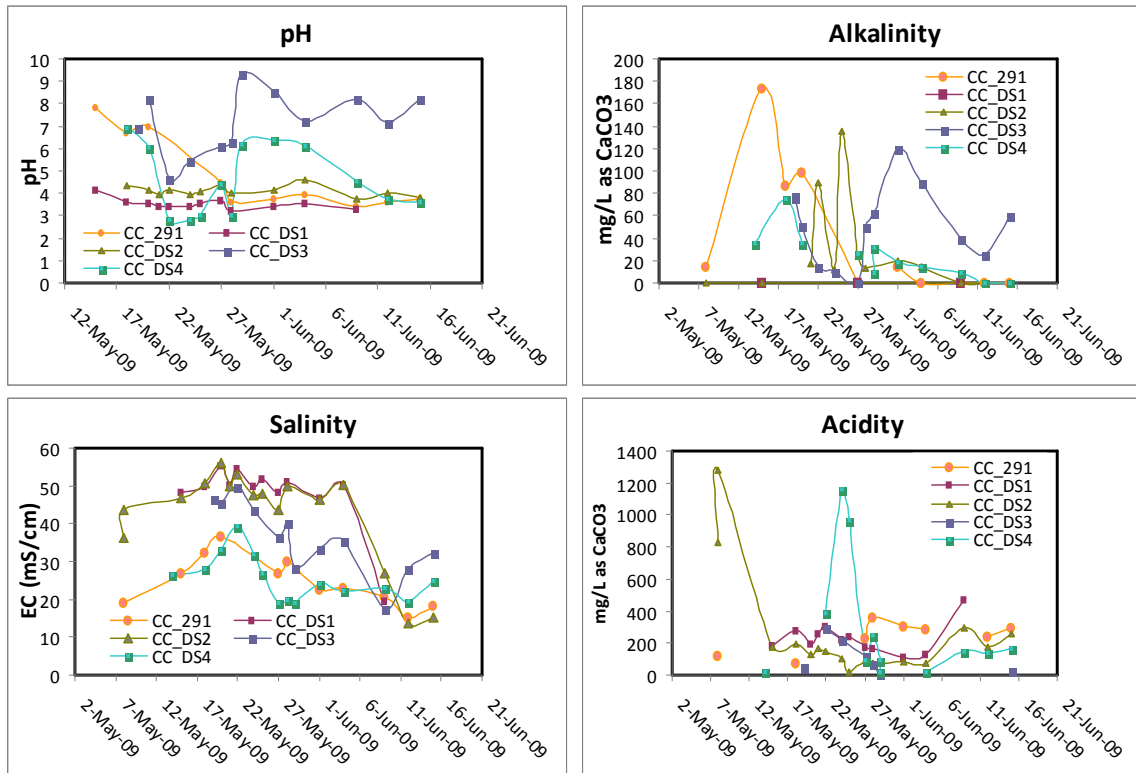 pH
10
9
8
7
6
5
4
3
2
1
0
pH
CC_291 CC_DS1
CC_DS2 CC_DS3
CC_DS4
12-May-09 17-May-09 22-May-09 27-May-09 1-Jun-09 6-Jun-09 11-Jun-09 16-Jun-09 21-Jun-09
Alkalinity
200
180
160
140
120
100
80
60
40
20
0
mg/L as CaCO3
CC_291
CC_DS1
CC_DS2
CC_DS3
CC_DS4
2-May-09 7-May-09 12-May-09 17-May-09 22-May-09 27-May-09 1-Jun-09 6-Jun-09 11-Jun-09 16-Jun-09 21-Jun-09
Salinity
60
50
40
30
20
10
0
EC (mS/cm)
CC_291 CC_DS1
CC_DS2 CC_DS3
CC_DS4
2-May-09 7-May-09 12-May-09 17-May-09 22-May-09 27-May-09 1-Jun-09 6-Jun-09 11-Jun-09 16-Jun-09 21-Jun-09
Acidity
1400
1200
1000
800
600
400
200
0
mg/L as CaCO3
CC_291
CC_DS1
CC_DS2
CC_DS3
CC_DS4
2-May-09 7-May-09 12-May-09 17-May-09 22-May-09 27-May-09 1-Jun-09 6-Jun-09 11-Jun-09 16-Jun-09 21-Jun-09